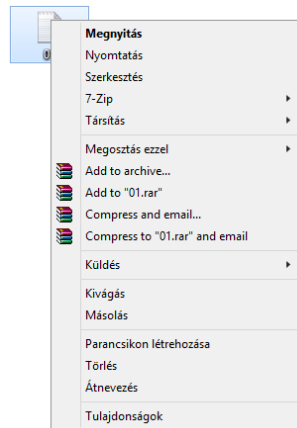 Megnyitás
Nyomtatás
Szerkesztés
7-Zip
Társítás
Megosztás ezzel
Add to archive...
Add to "01.rar"
Compress and email...
Compress to "01.rar" and email
Küldés
Kivágás
Másolás
Parancsikon létrehozása
Törlés
Átnevezés
Tulajdonságok